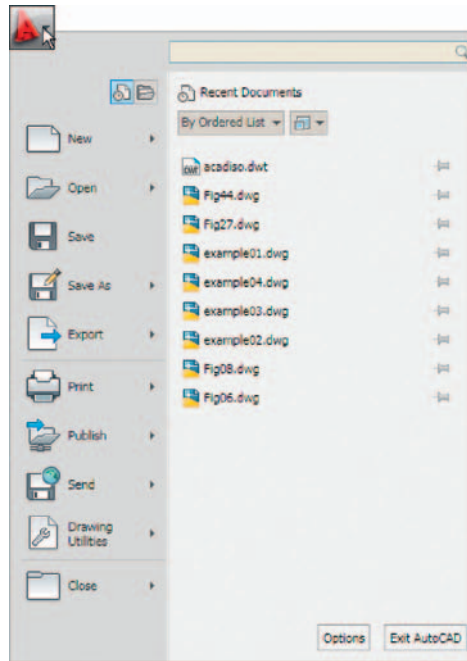 Recent Documents
By Ordered List
New
Open
Save
Save As
Export
Print
Publish
Send
Drawing
Utilities
Close
acadiso.dwt
Fig44.dwg
Fig27.dwg
example01.dwg
example04.dwg
example03.dwg
example02.dwg
Fig08.dwg
Fig06.dwg
Options
Exit AutoCAD